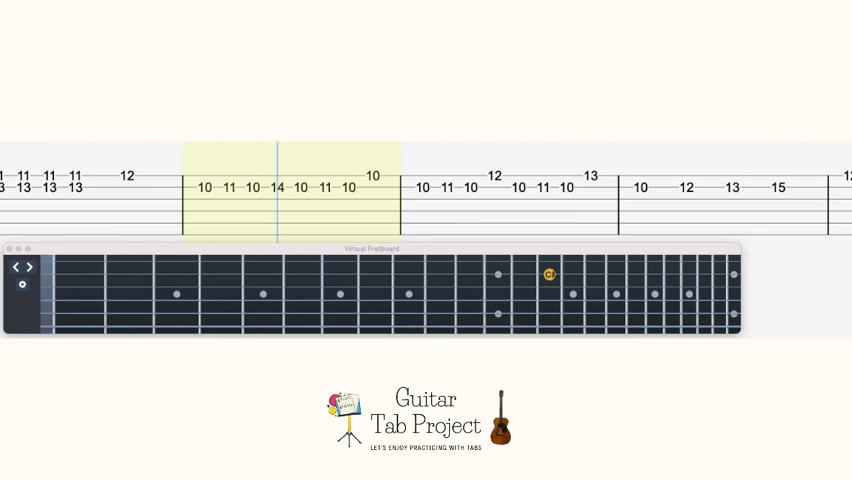 1 11 11 11 12 10 12 13 12
3 13 13 13 10 11 10 14 10 11 10 10 11 10 10 11 10 10 12 13 15
Virtual Fretboard
Guitar
Tab Project
LET'S ENJOY PRACTICING WITH TABS